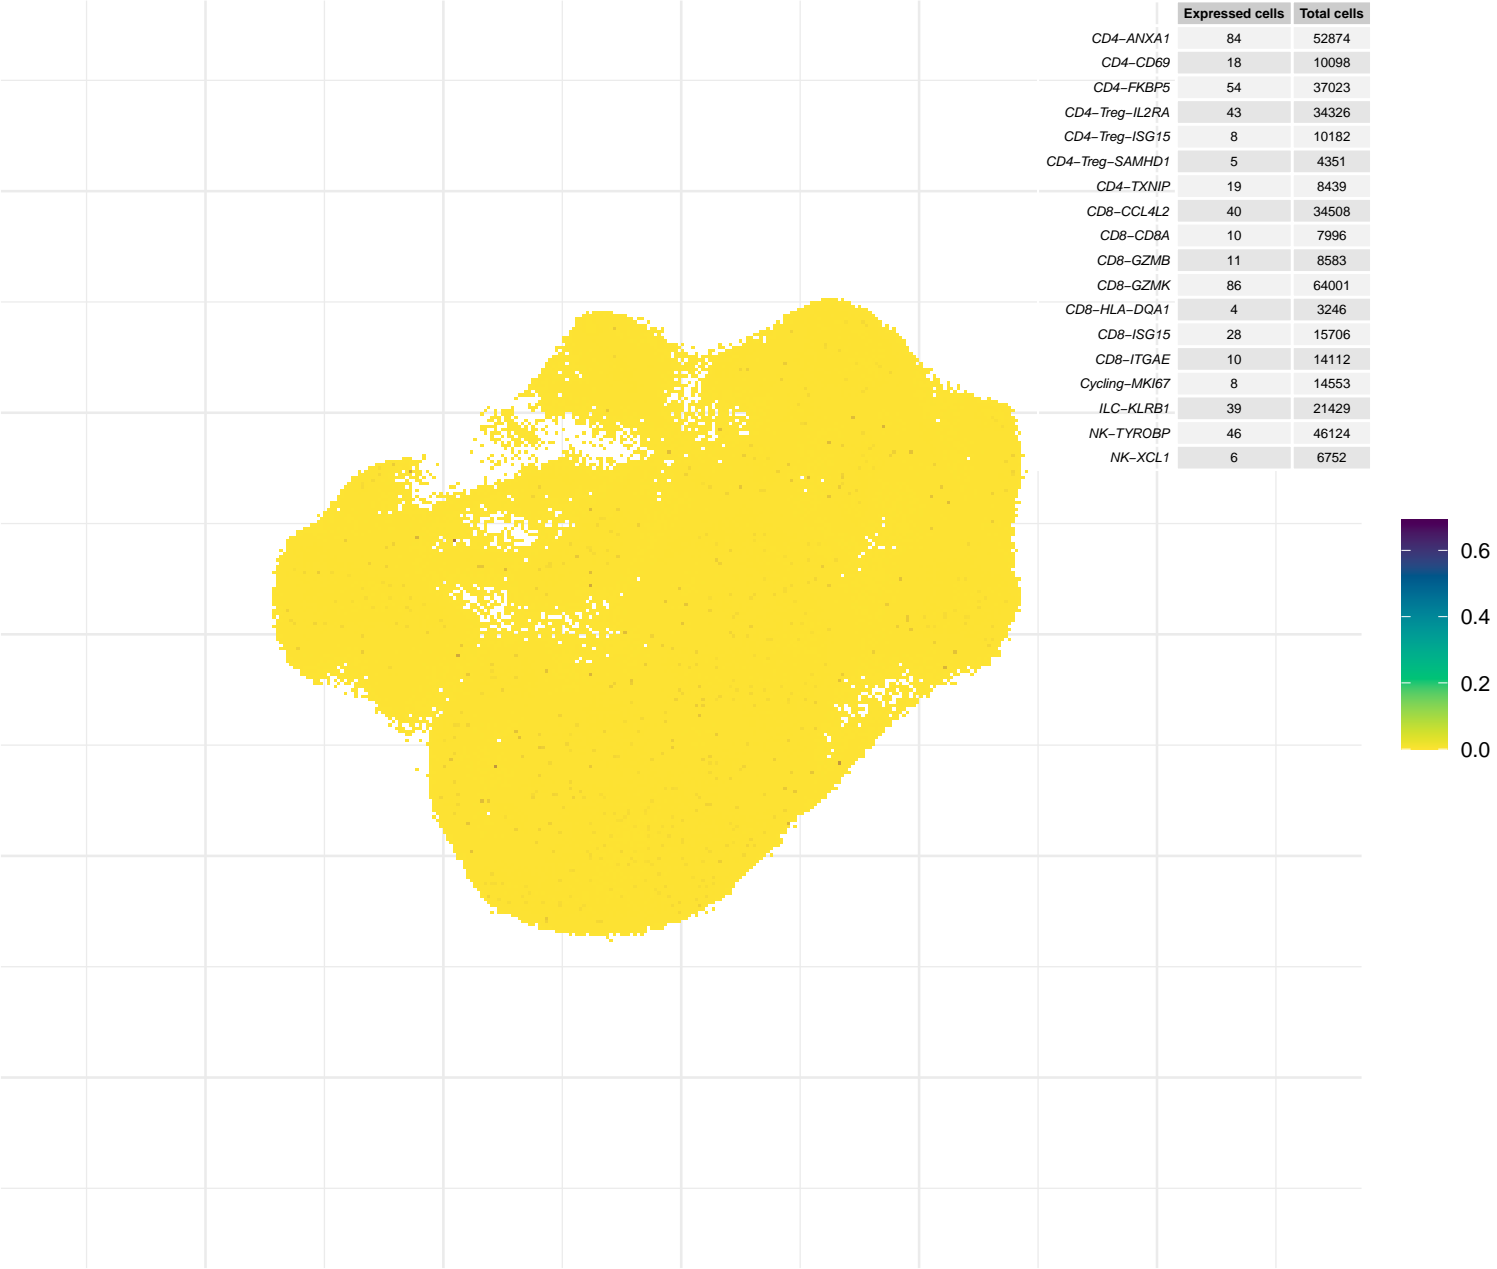 Expressed cells Total cells
CD4−ANXA1 84 52874
CD4−CD69 18 10098
CD4−FKBP5 54 37023
CD4−Treg−IL2RA 43 34326
CD4−Treg−ISG15 8 10182
CD4−Treg−SAMHD1 5 4351
CD4−TXNIP 19 8439
CD8−CCL4L2 40 34508
CD8−CD8A 10 7996
CD8−GZMB 11 8583
CD8−GZMK 86 64001
CD8−HLA−DQA1 4 3246
CD8−ISG15 28 15706
CD8−ITGAE 10 14112
Cycling−MKI67 8 14553
ILC−KLRB1 39 21429
NK−TYROBP 46 46124
NK−XCL1 6 6752
0.6
0.4
0.2
0.0